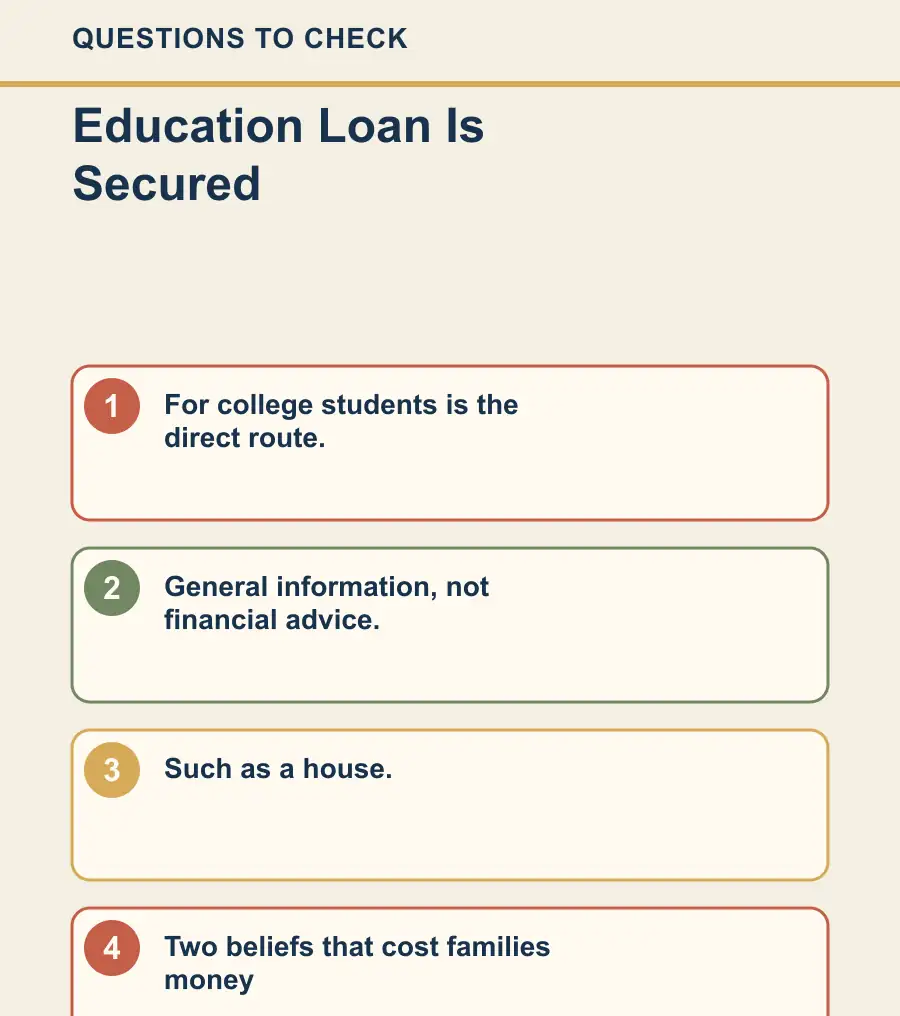 QUESTIONS TO CHECK
Education Loan Is
Secured
1
For college students is the
direct route.
2
General information, not
financial advice.
3
Such as a house.
4
Two beliefs that cost families
money